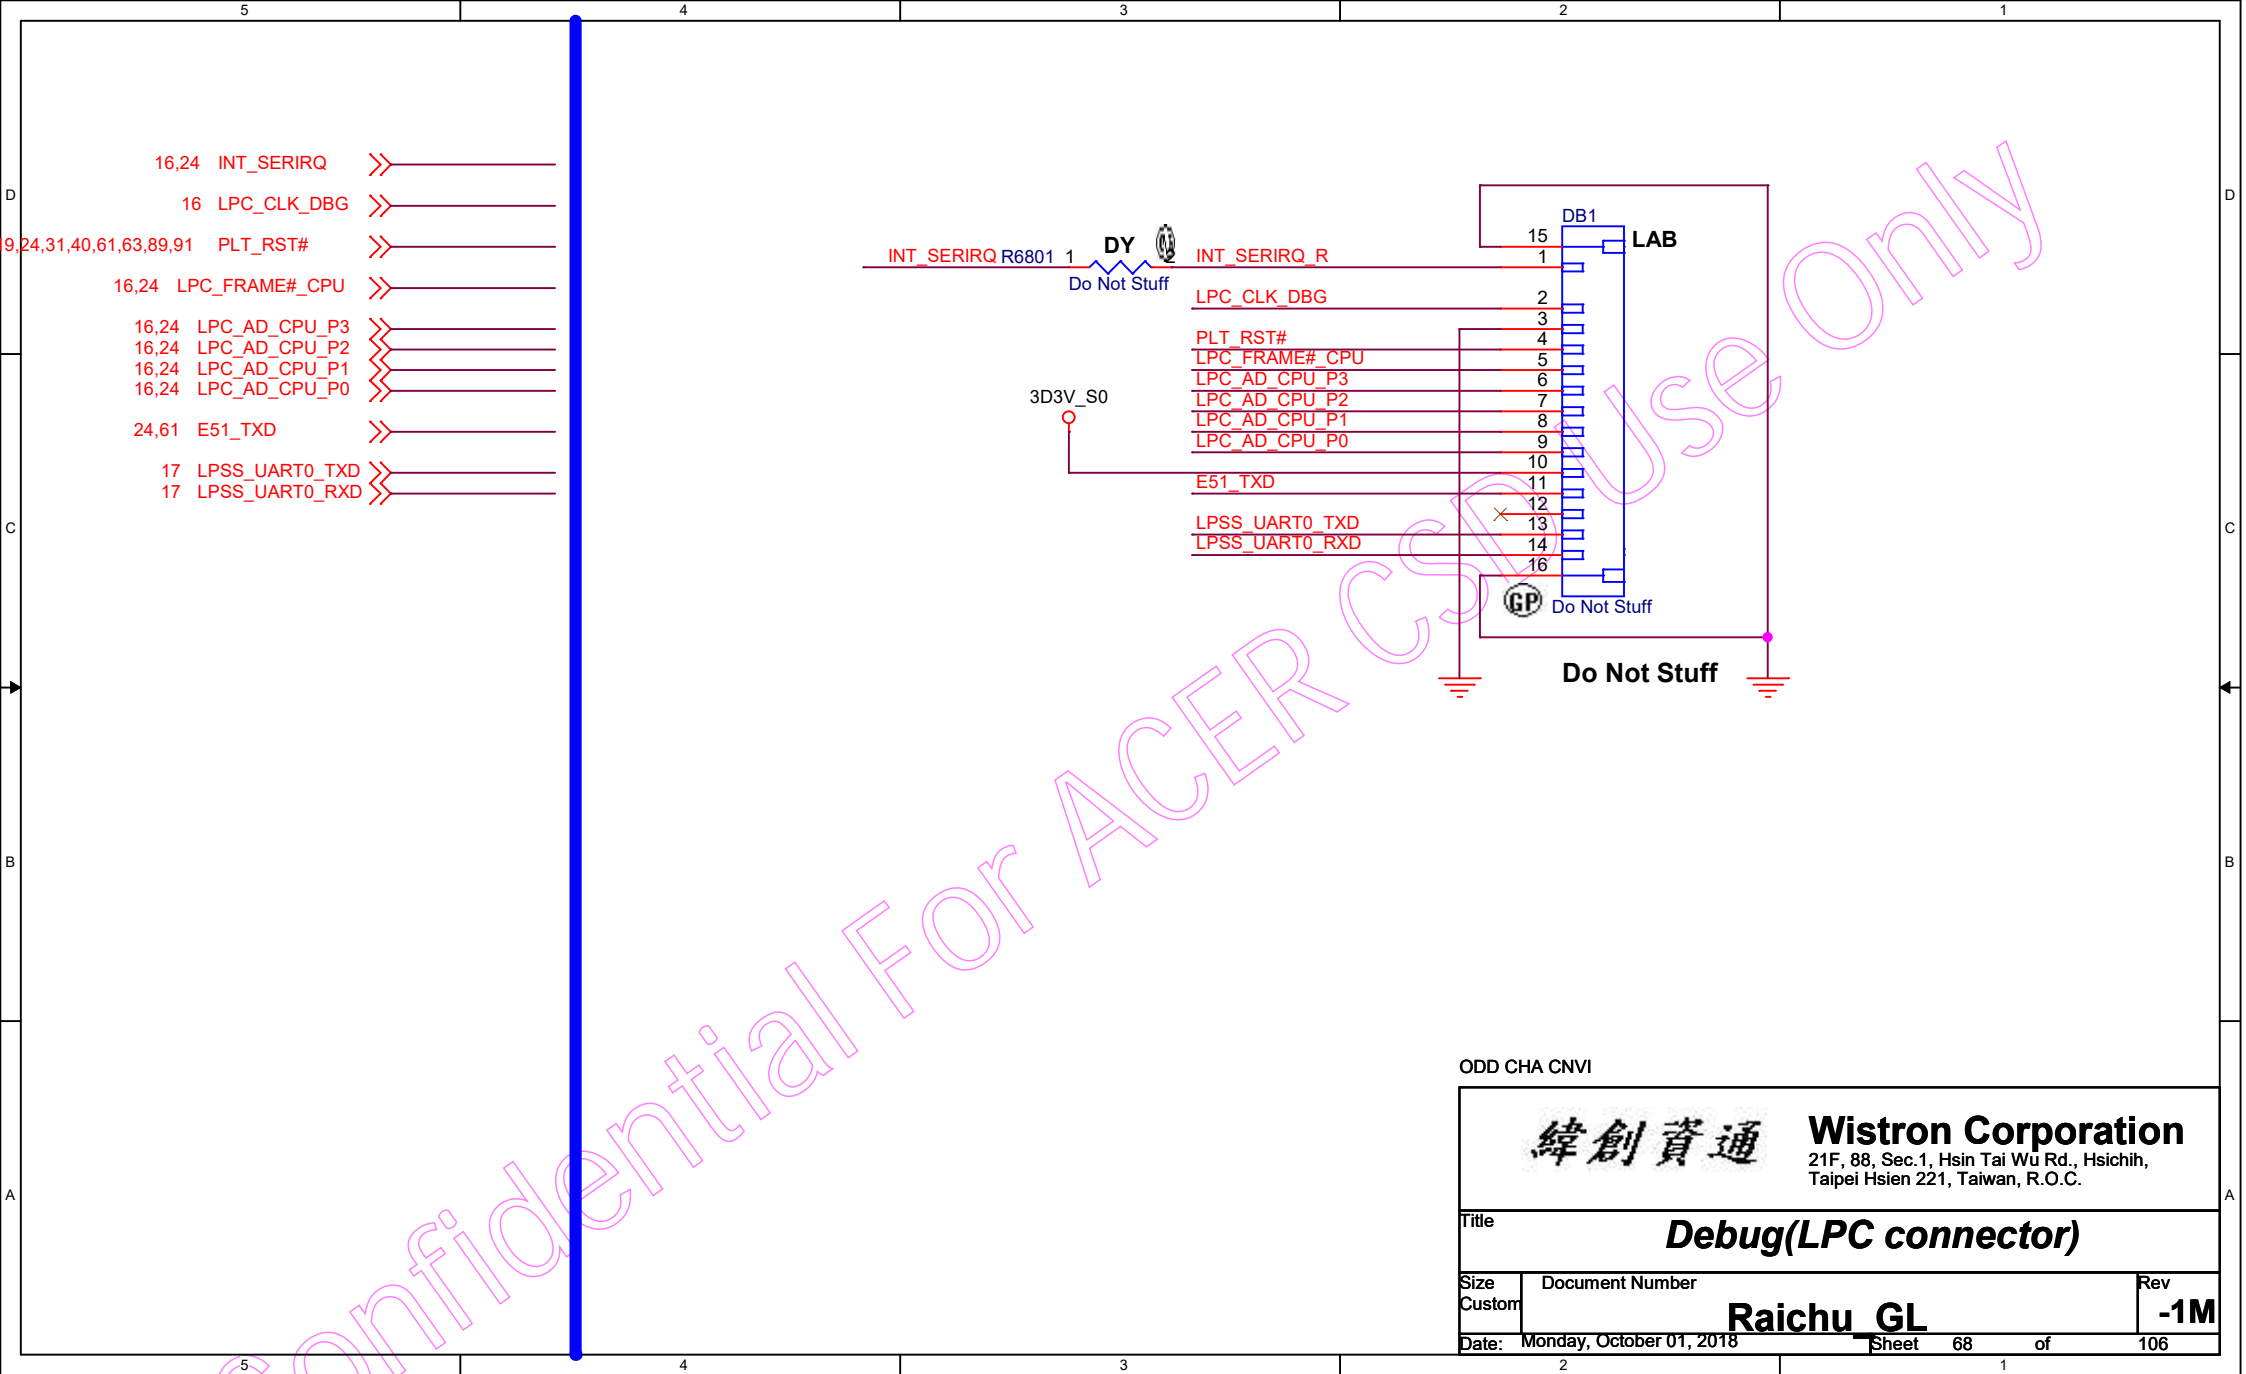 5 4 3 2 1
D D
C C
B B
A A
16,24 INT_SERIRQ
16 LPC_CLK_DBG
9,24,31,40,61,63,89,91 PLT_RST#
16,24 LPC_FRAME#_CPU
16,24 LPC_AD_CPU_P3
16,24 LPC_AD_CPU_P2
16,24 LPC_AD_CPU_P1
16,24 LPC_AD_CPU_P0
24,61 E51_TXD
17 LPSS_UART0_TXD
17 LPSS_UART0_RXD
INT_SERIRQ R6801 1 DY 2 INT_SERIRQ_R
Do Not Stuff
DB1
LAB
15
1
LPC_CLK_DBG 2
3
PLT_RST# 4
LPC_FRAME#_CPU 5
LPC_AD_CPU_P3 6
LPC_AD_CPU_P2 7
LPC_AD_CPU_P1 8
LPC_AD_CPU_P0 9
3D3V_S0
10
E51_TXD 11
12
LPSS_UART0_TXD 13
LPSS_UART0_RXD 14
16
GP Do Not Stuff
Do Not Stuff
onfidential For ACER CSD Use Only
ODD CHA CNVI
緯創資通
Wistron Corporation
21F, 88, Sec.1, Hsin Tai Wu Rd., Hsichih,
Taipei Hsien 221, Taiwan, R.O.C.
Title
Debug(LPC connector)
Size Document Number Rev
Custom
Raichu_GL -1M
Date: Monday, October 01, 2018 Sheet 68 of 106
5 4 3 2 1